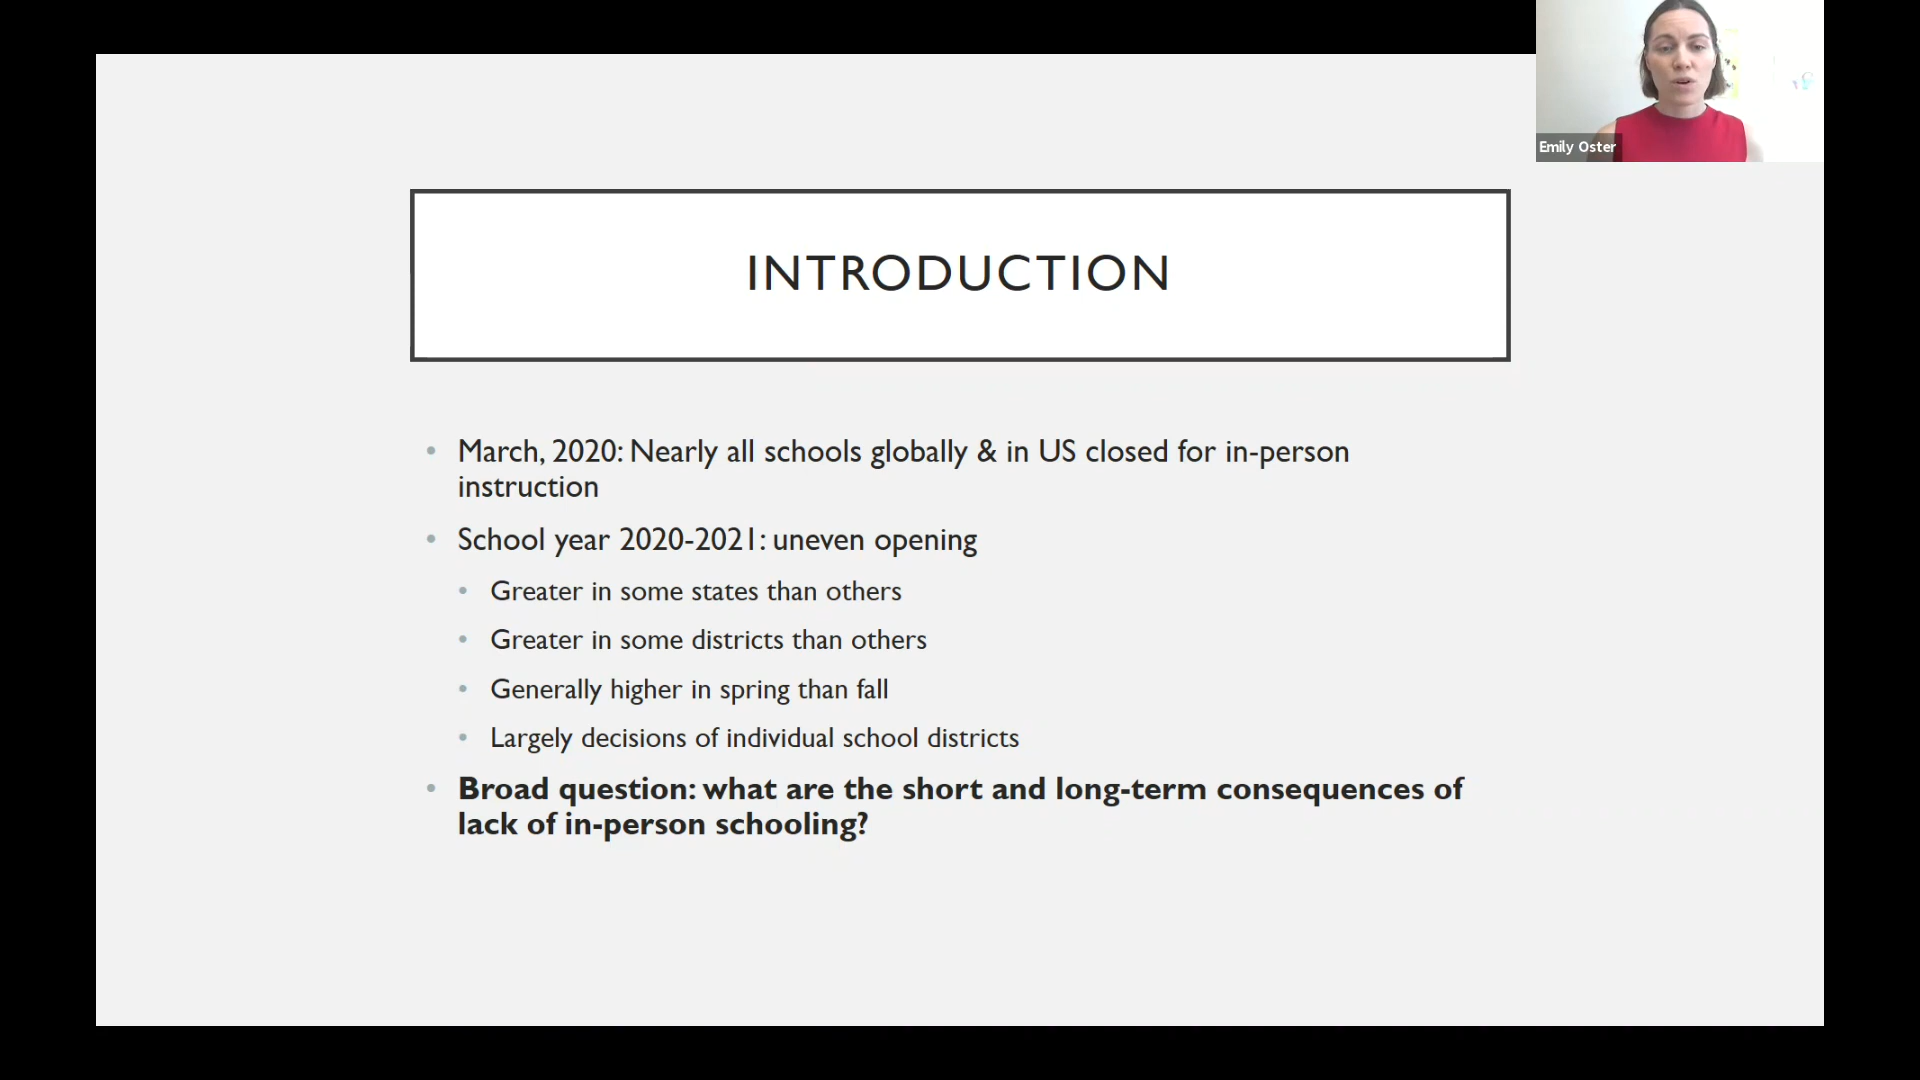 Emily Oster
INTRODUCTION
• March, 2020: Nearly all schools globally & in US closed for in-person
instruction
• School year 2020-2021: uneven opening
• Greater in some states than others
• Greater in some districts than others
• Generally higher in spring than fall
• Largely decisions of individual school districts
• Broad question: what are the short and long-term consequences of
lack of in-person schooling?